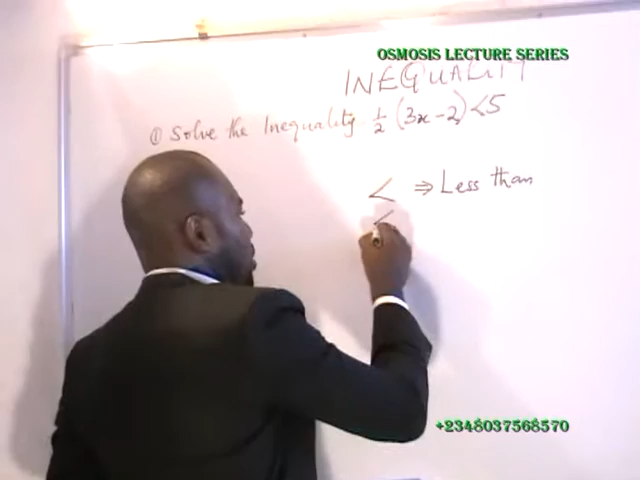 OSMOSIS LECTURE SERIES
INEQUALITY
① Solve the Inequality 1/2 (3x - 2) < 5
< ⇒ Less than
+2348037568570